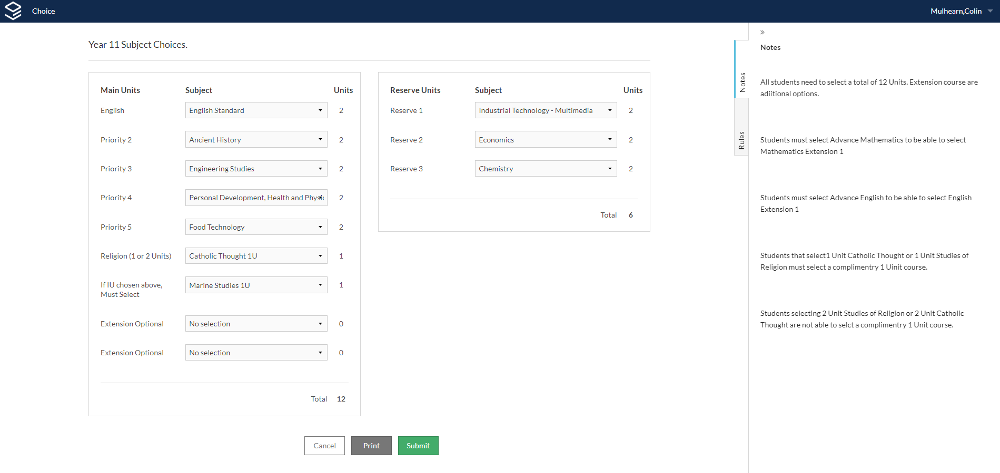 Choice
Mulhearn,Colin
Year 11 Subject Choices.
Main Units Subject Units
English English Standard 2
Priority 2 Ancient History 2
Priority 3 Engineering Studies 2
Priority 4 Personal Development, Health and Physic 2
Priority 5 Food Technology 2
Religion (1 or 2 Units) Catholic Thought 1U 1
If IU chosen above,
Must Select Marine Studies 1U 1
Extension Optional No selection 0
Extension Optional No selection 0
Total 12
Reserve Units Subject Units
Reserve 1 Industrial Technology - Multimedia 2
Reserve 2 Economics 2
Reserve 3 Chemistry 2
Total 6
Cancel Print Submit
Notes
Rules
»
Notes
All students need to select a total of 12 Units. Extension course are
adiitional options.
Students must select Advance Mathematics to be able to select
Mathematics Extension 1
Students must select Advance English to be able to select English
Extension 1
Students that select1 Unit Catholic Thought or 1 Unit Studies of
Religion must select a complimentry 1 Uinit course.
Students selecting 2 Unit Studies of Religion or 2 Unit Catholic
Thought are not able to selct a complimentry 1 Unit course.